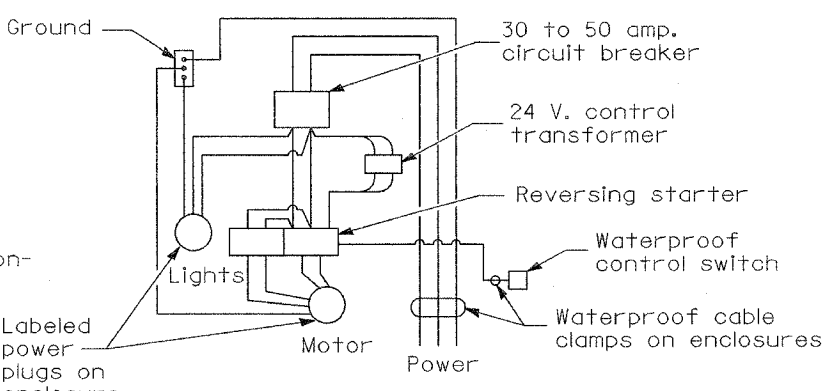 Ground
30 to 50 amp.
circuit breaker
24 V. control
transformer
Reversing starter
Waterproof
control switch
on-
Lights
Labeled
power
plugs on
Motor
Power
Waterproof cable
clamps on enclosures